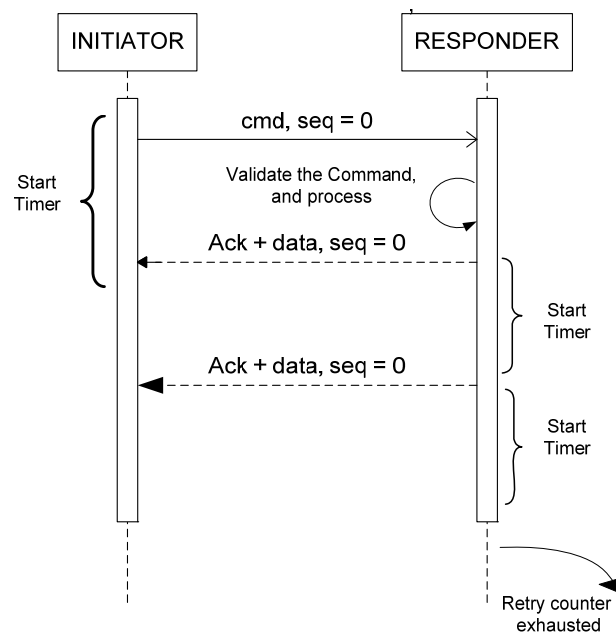 INITIATOR
RESPONDER
cmd, seq = 0
Start
Timer
Validate the Command,
and process
Ack + data, seq = 0
Start
Timer
Ack + data, seq = 0
Start
Timer
Retry counter
exhausted